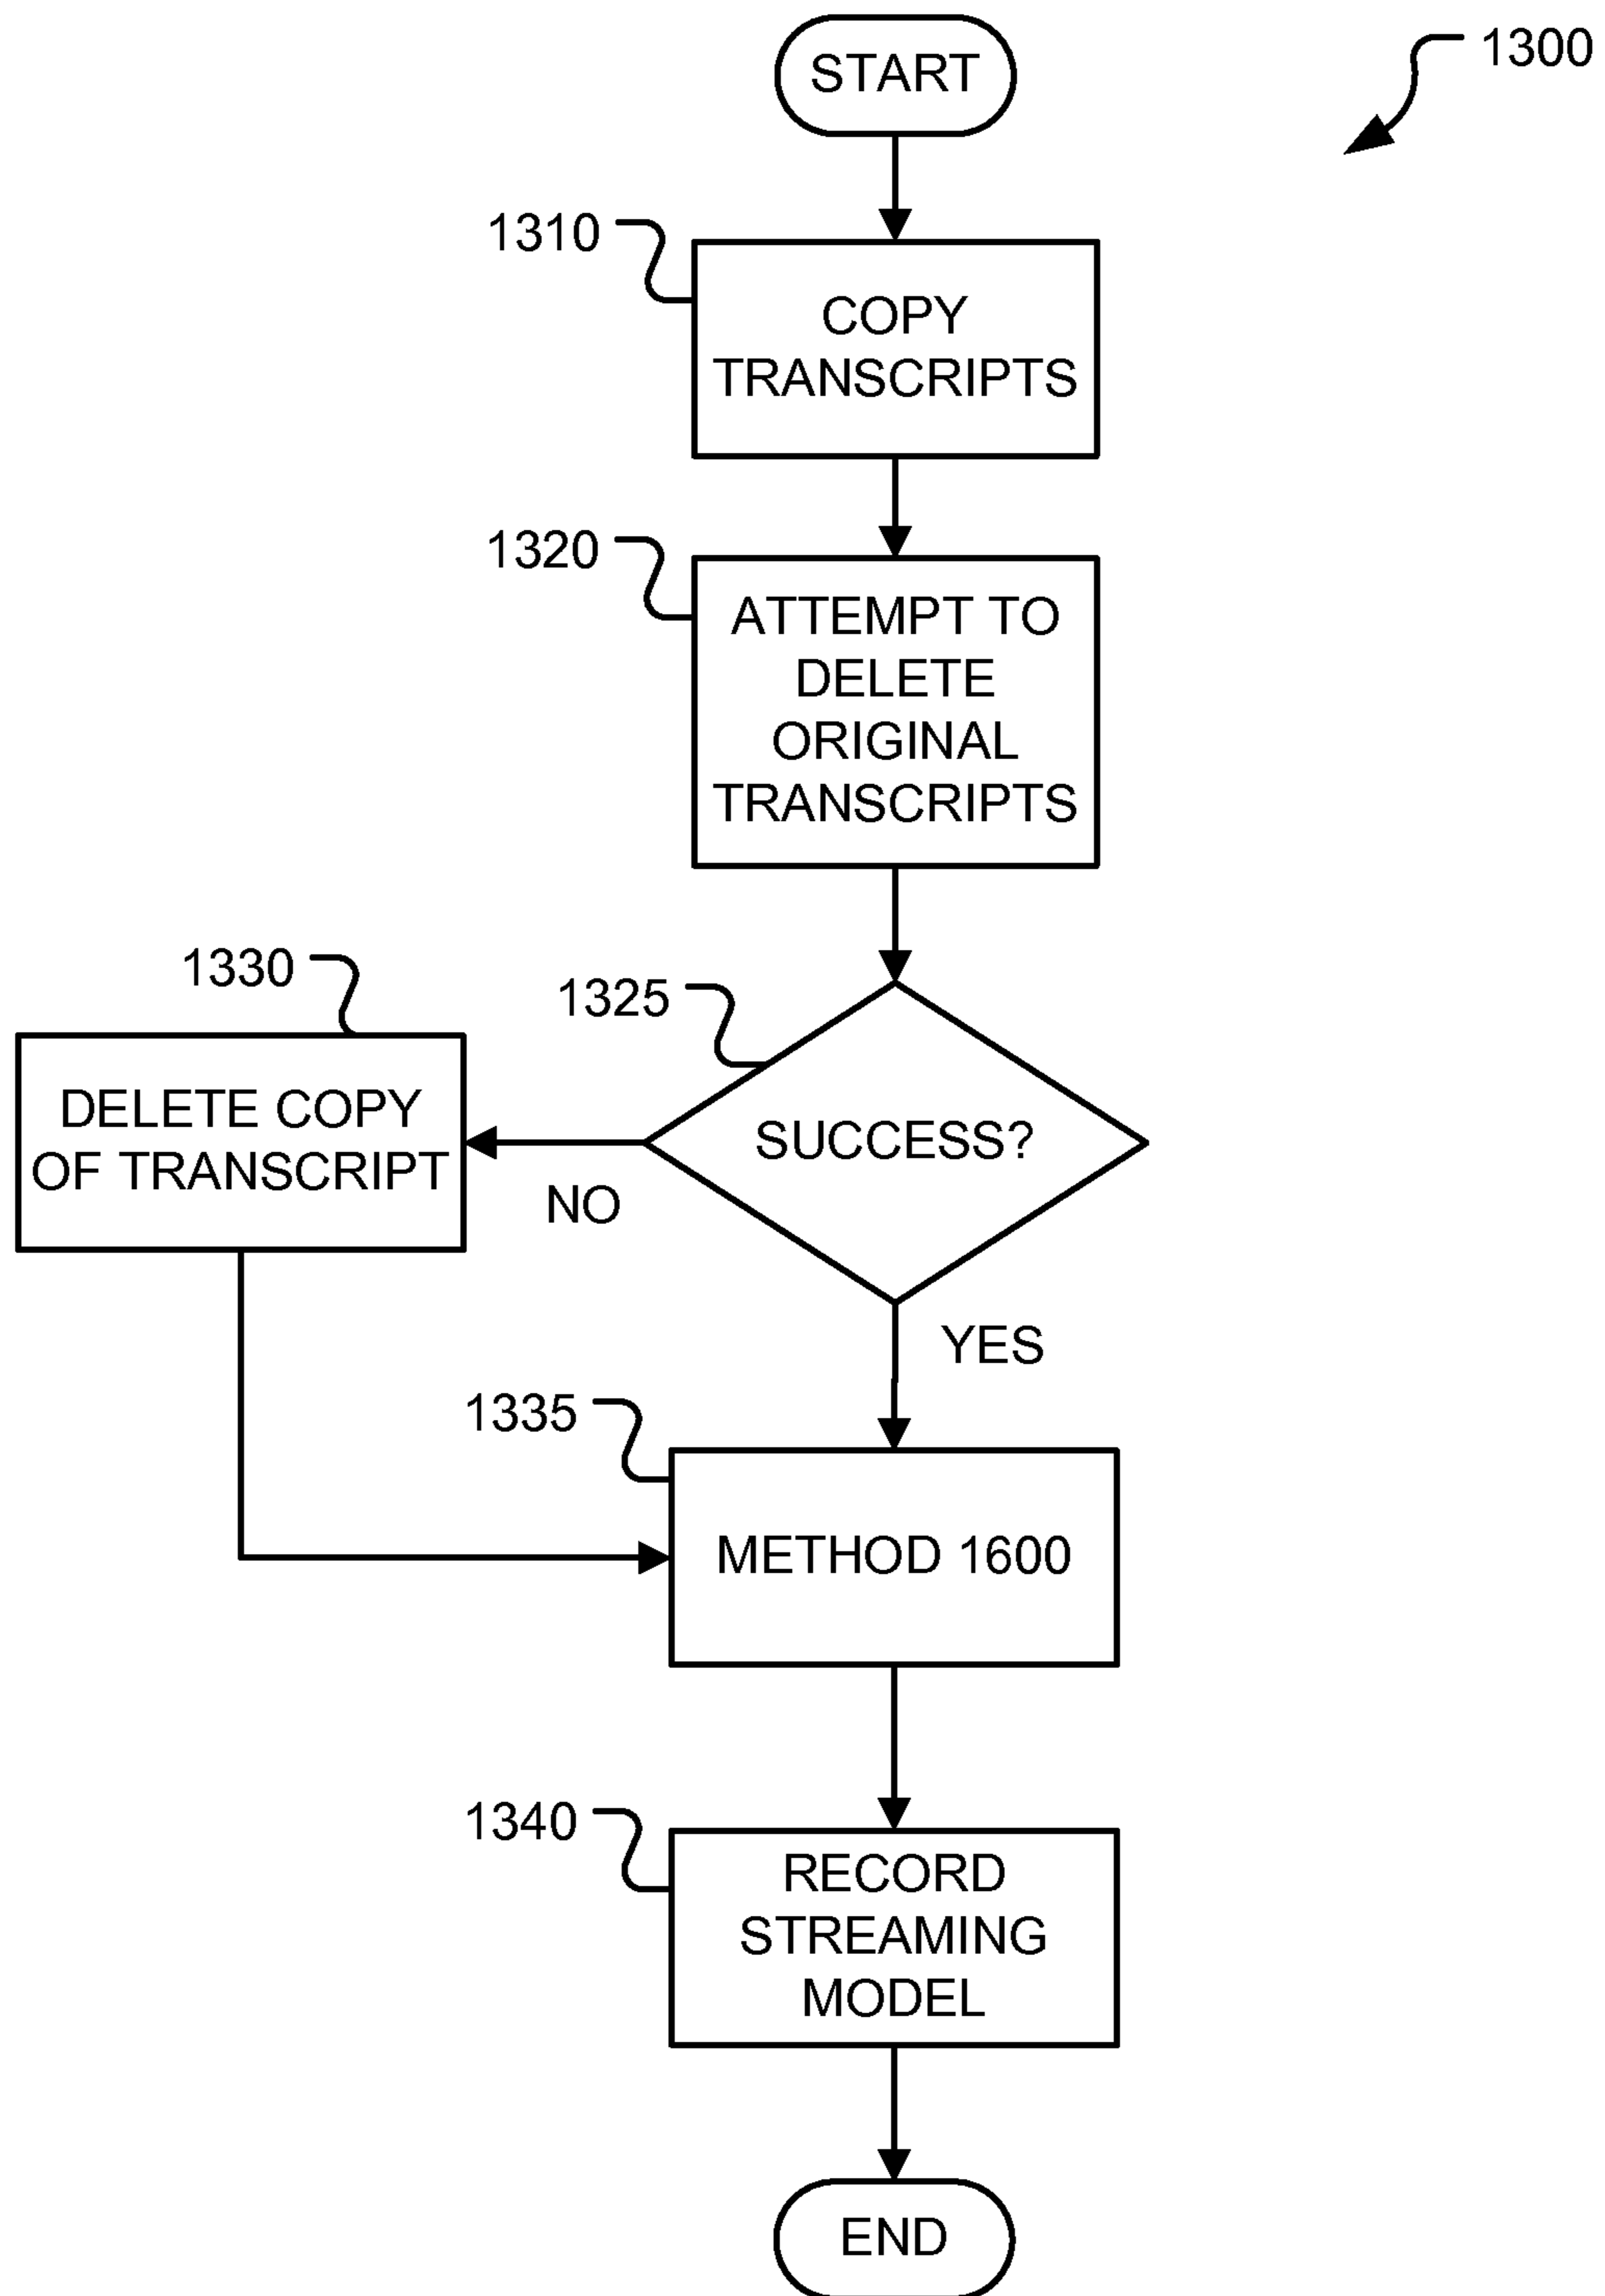 START
1300
1310
COPY
TRANSCRIPTS
1320
ATTEMPT TO
DELETE
ORIGINAL
TRANSCRIPTS
1330
1325
DELETE COPY
OF TRANSCRIPT
SUCCESS?
NO
YES
1335
METHOD 1600
1340
RECORD
STREAMING
MODEL
END